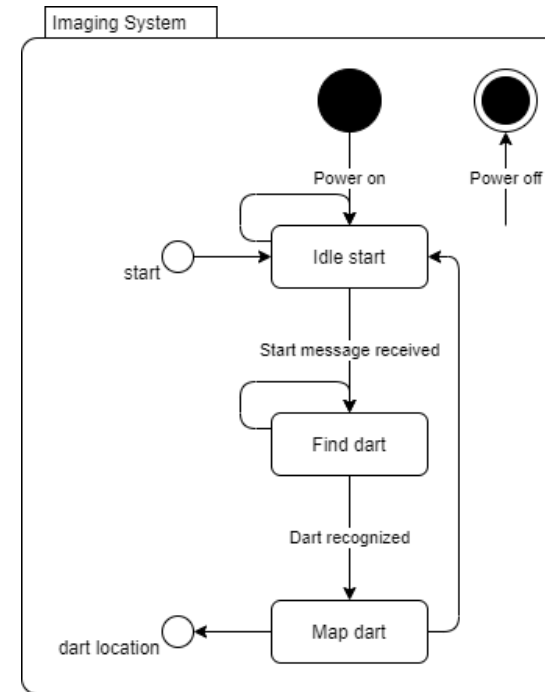 Imaging System
Power on
Power off
Idle start
start
Start message received
Find dart
Dart recognized
Map dart
dart location